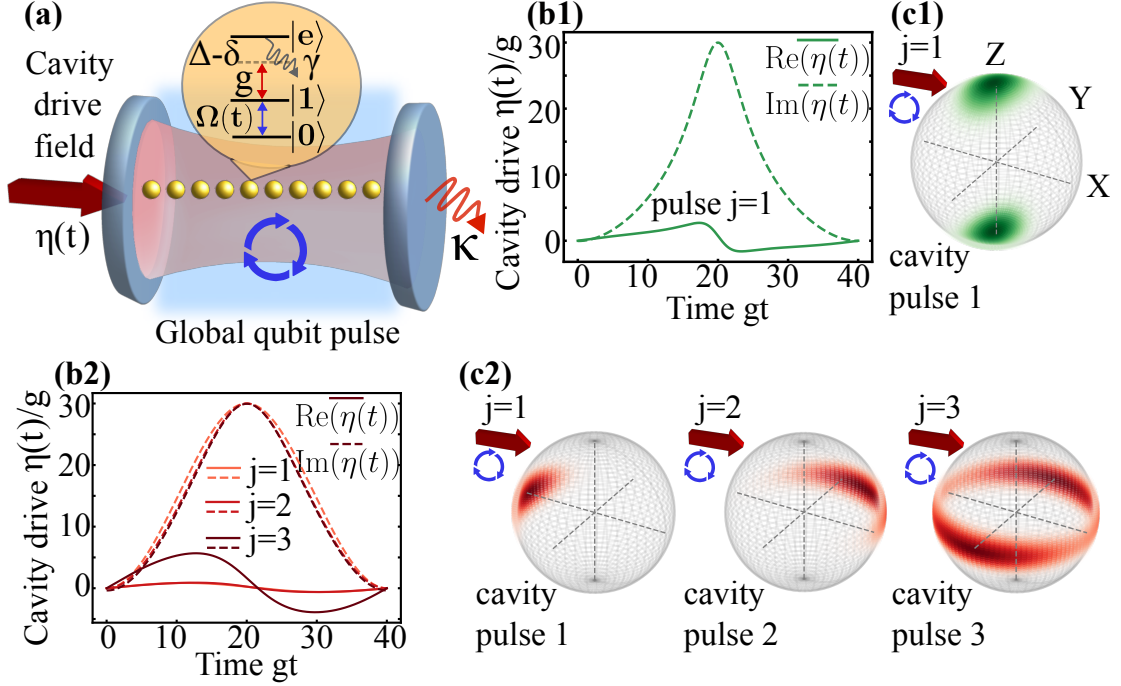 (a)
Cavity
drive
field
η(t)
Δ-δ
|e⟩
γ
g
|1⟩
Ω(t)
|0⟩
κ
Global qubit pulse
(b1)
Cavity drive η(t)/g
30
20
10
0
Re(η(t))
Im(η(t))
pulse j=1
0 10 20 30 40
Time gt
(c1)
j=1
Z
Y
X
cavity
pulse 1
(b2)
Cavity drive η(t)/g
30
20
10
0
Re(η(t))
Im(η(t))
j=1
j=2
j=3
0 10 20 30 40
Time gt
(c2)
j=1
cavity
pulse 1
j=2
cavity
pulse 2
j=3
cavity
pulse 3